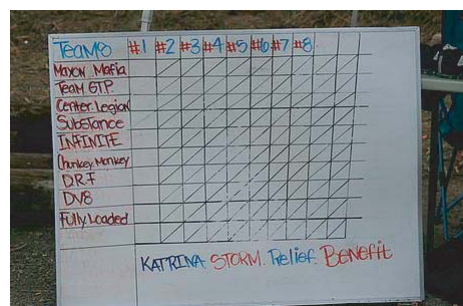 TEAMS #1 #2 #3 #4 #5 #6 #7 #8
Mayon Mafia
TEAM GTP
Center Legion
SubStance
INFINITE
Chunkey Monkey
DRF
DV8
Fully Loaded
KATRINA STORM Relief BENEFit